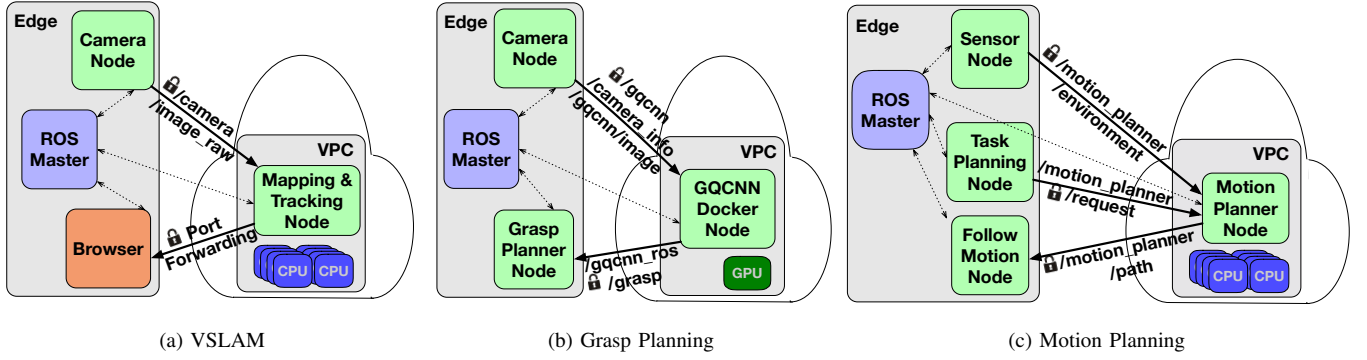 Edge
Camera
Node
/camera
/image_raw
ROS
Master
VPC
Mapping &
Tracking
Node
Port
Forwarding
Browser
CPU
CPU
(a) VSLAM
Edge
Camera
Node
/gqcnn
/camera_info
/gqcnn/image
ROS
Master
VPC
GQCNN
Docker
Node
Grasp
Planner
Node
/gqcnn_ros
/grasp
GPU
(b) Grasp Planning
Edge
Sensor
Node
/motion_planner
/environment
ROS
Master
VPC
Task
Planning
Node
/motion_planner
/request
Motion
Planner
Node
Follow
Motion
Node
/motion_planner
/path
CPU
CPU
(c) Motion Planning